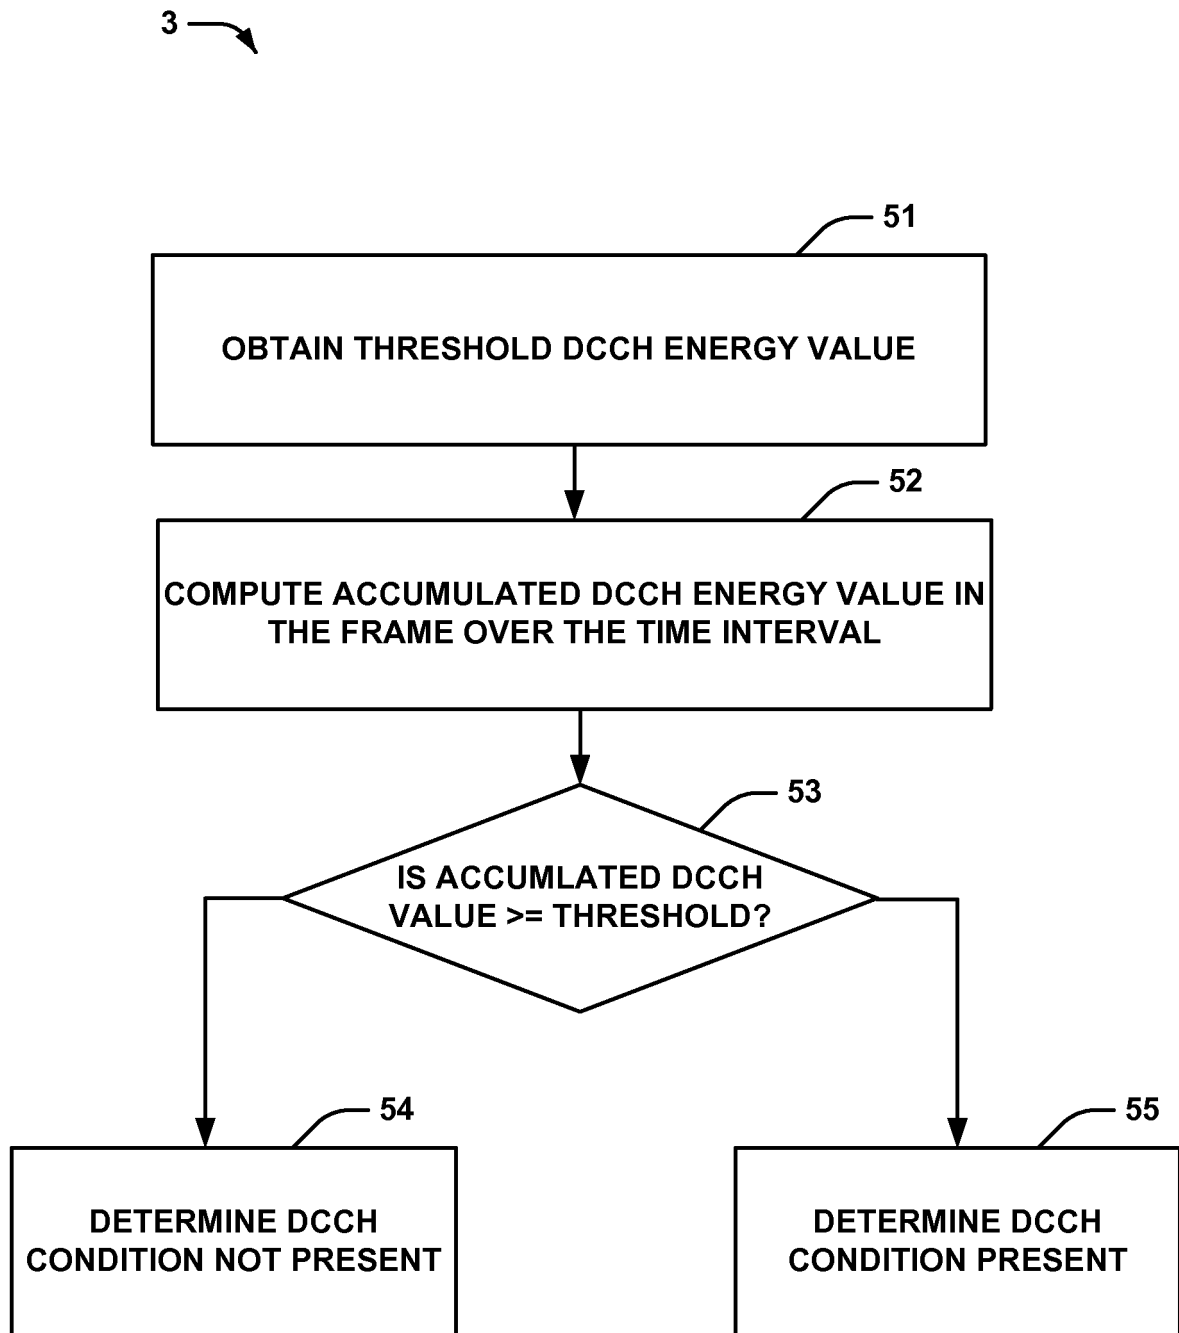 3
51
OBTAIN THRESHOLD DCCH ENERGY VALUE
52
COMPUTE ACCUMULATED DCCH ENERGY VALUE IN
THE FRAME OVER THE TIME INTERVAL
53
IS ACCUMLATED DCCH
VALUE >= THRESHOLD?
54
DETERMINE DCCH
CONDITION NOT PRESENT
55
DETERMINE DCCH
CONDITION PRESENT